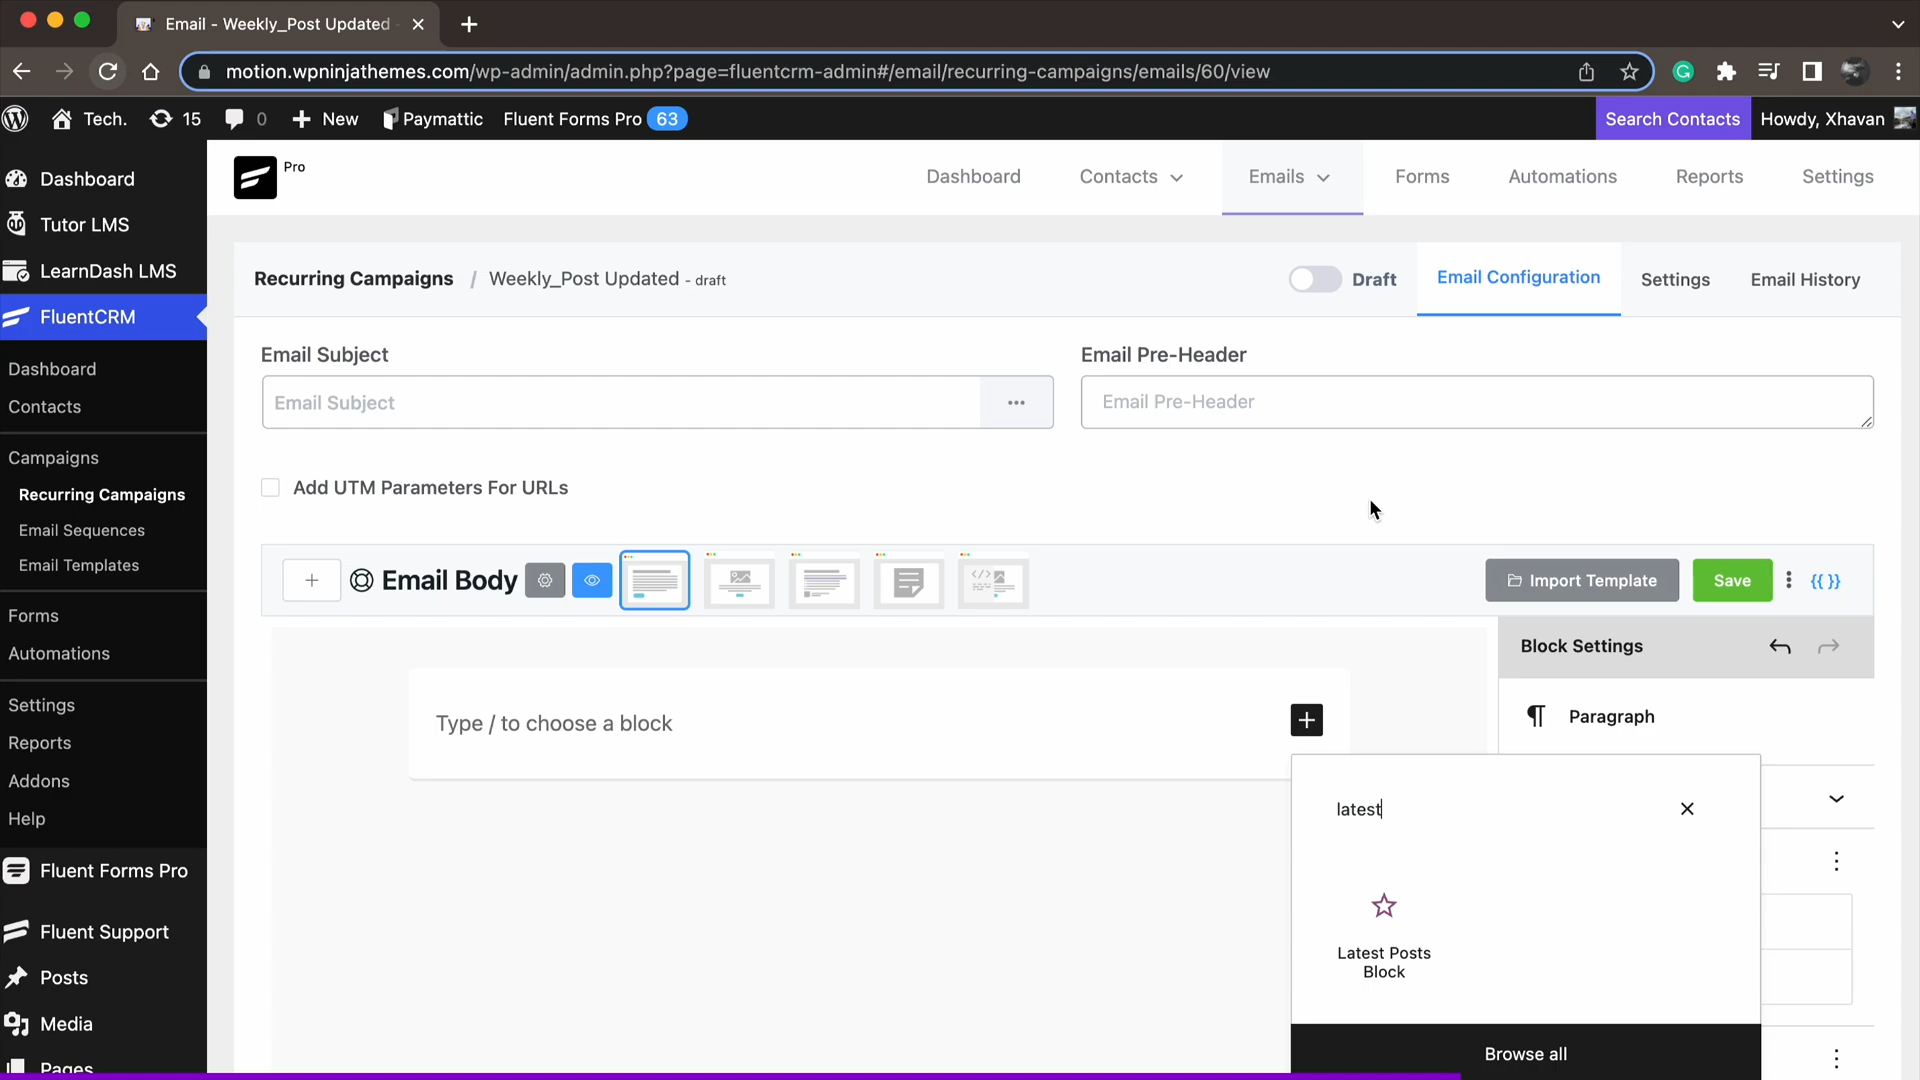 Email - Weekly_Post Updated -
motion.wpninjathemes.com/wp-admin/admin.php?page=fluentcrm-admin#/email/recurring-campaigns/emails/60/view
Tech. 15 0 New Paymattic Fluent Forms Pro 63 Search Contacts Howdy, Xhavan
Dashboard
Tutor LMS
LearnDash LMS
FluentCRM
Dashboard
Contacts
Campaigns
Recurring Campaigns
Email Sequences
Email Templates
Forms
Automations
Settings
Reports
Addons
Help
Fluent Forms Pro
Fluent Support
Posts
Media
Pages
Pro
Dashboard Contacts Emails Forms Automations Reports Settings
Recurring Campaigns / Weekly_Post Updated - draft
Draft Email Configuration Settings Email History
Email Subject
Email Subject
Email Pre-Header
Email Pre-Header
Add UTM Parameters For URLs
Email Body
Import Template Save {{ }}
Type / to choose a block
Block Settings
Paragraph
latest
Latest Posts
Block
Browse all